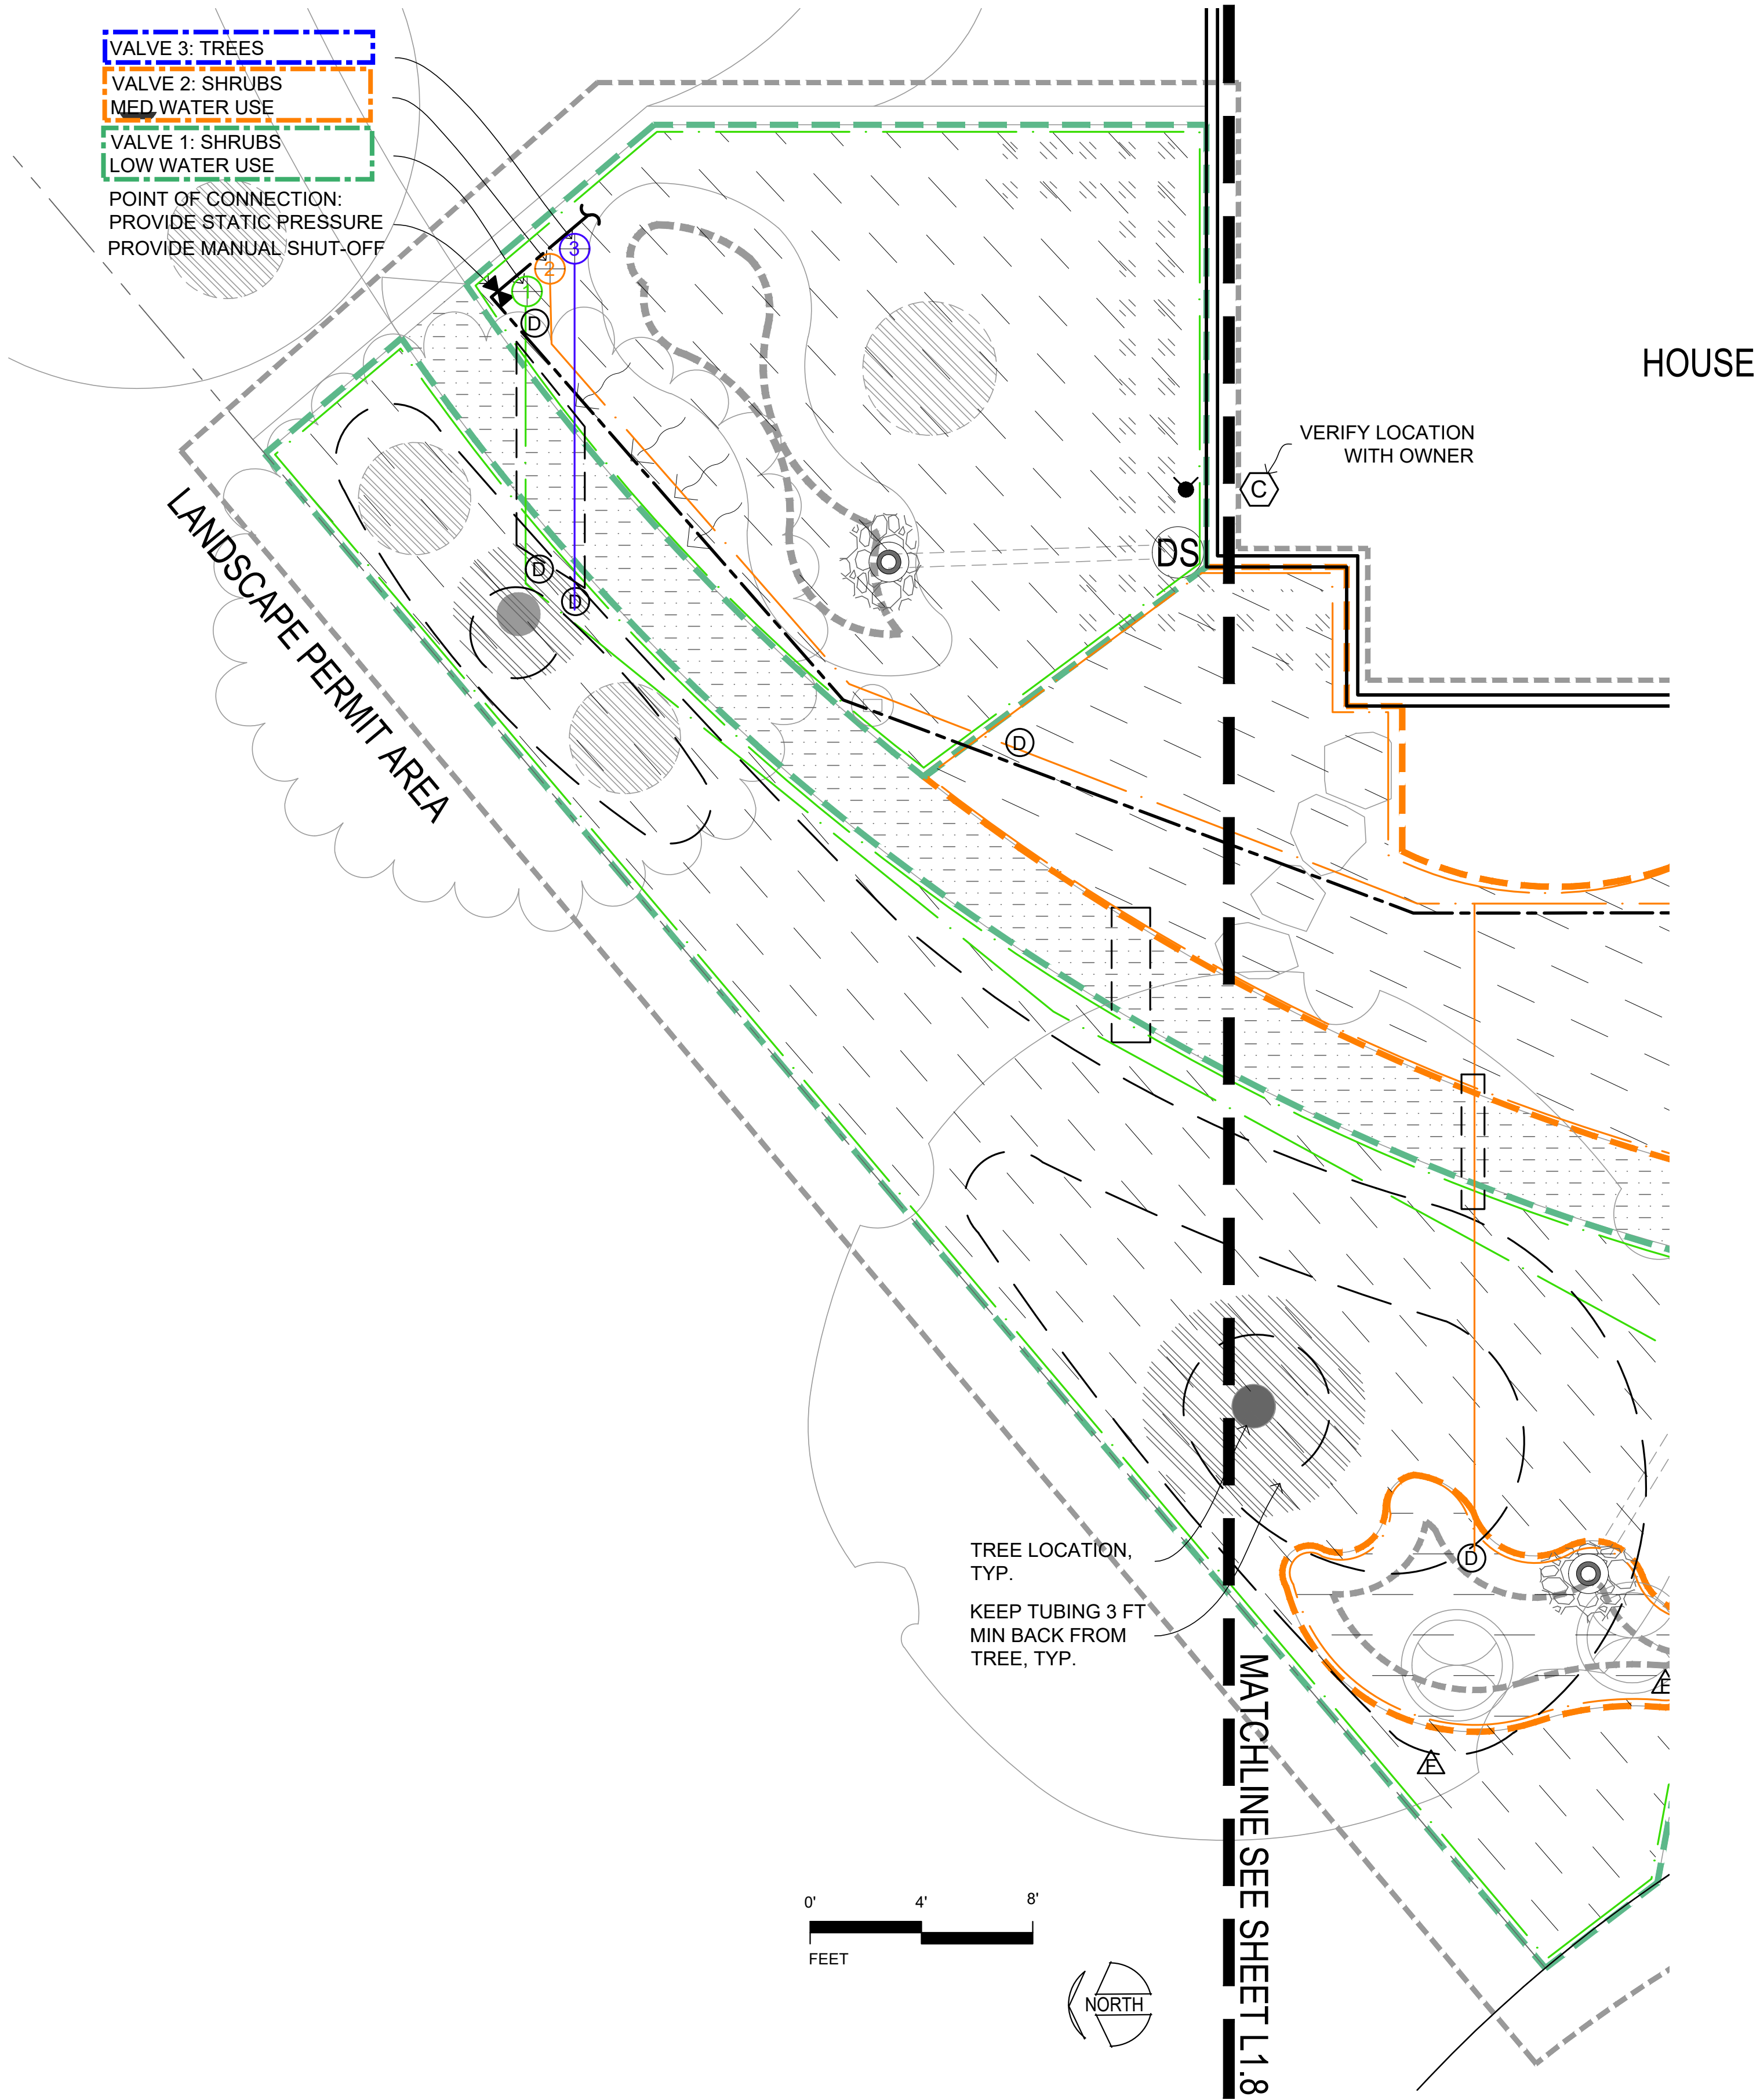 VALVE 3: TREES
VALVE 2: SHRUBS
MED WATER USE
VALVE 1: SHRUBS
LOW WATER USE
POINT OF CONNECTION:
PROVIDE STATIC PRESSURE
PROVIDE MANUAL SHUT-OFF
3
2
1
D
HOUSE
VERIFY LOCATION
WITH OWNER
C
DS
D
D
LANDSCAPE PERMIT AREA
D
TREE LOCATION,
TYP.
KEEP TUBING 3 FT
MIN BACK FROM
TREE, TYP.
D
E
F
MATCHLINE SEE SHEET L1.8
0' 4' 8'
FEET
NORTH